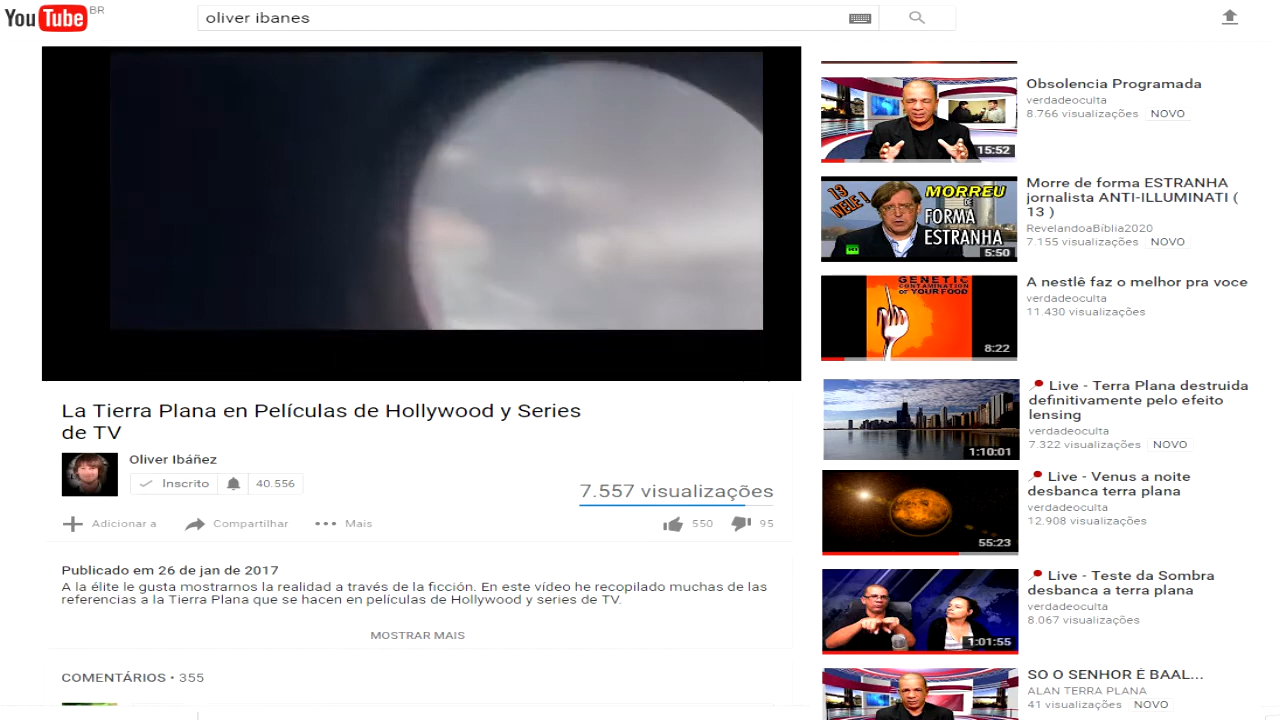 YouTube BR
oliver ibanes
La Tierra Plana en Películas de Hollywood y Series
de TV
Oliver Ibáñez
Inscrito
40.556
7.557 visualizações
Adicionar a
Compartilhar
Mais
550
95
Publicado em 26 de jan de 2017
A la élite le gusta mostrarnos la realidad a través de la ficción. En este vídeo he recopilado muchas de las
referencias a la Tierra Plana que se hacen en películas de Hollywood y series de TV.
MOSTRAR MAIS
COMENTÁRIOS • 355
15:52
Obsolencia Programada
verdadeoculta
8.766 visualizações NOVO
13
NELE !
MORREU
DE
FORMA
ESTRANHA
RT
5:50
Morre de forma ESTRANHA
jornalista ANTI-ILLUMINATI (
13 )
RevelandoaBíblia2020
7.155 visualizações NOVO
GENETIC
CONTAMINATION
OF YOUR FOOD
8:22
A nestlê faz o melhor pra voce
verdadeoculta
11.430 visualizações
1:10:01
Live - Terra Plana destruida
definitivamente pelo efeito
lensing
verdadeoculta
7.322 visualizações NOVO
55:23
Live - Venus a noite
desbanca terra plana
verdadeoculta
12.908 visualizações
1:01:55
Live - Teste da Sombra
desbanca a terra plana
verdadeoculta
8.067 visualizações
SO O SENHOR É BAAL...
ALAN TERRA PLANA
41 visualizações NOVO